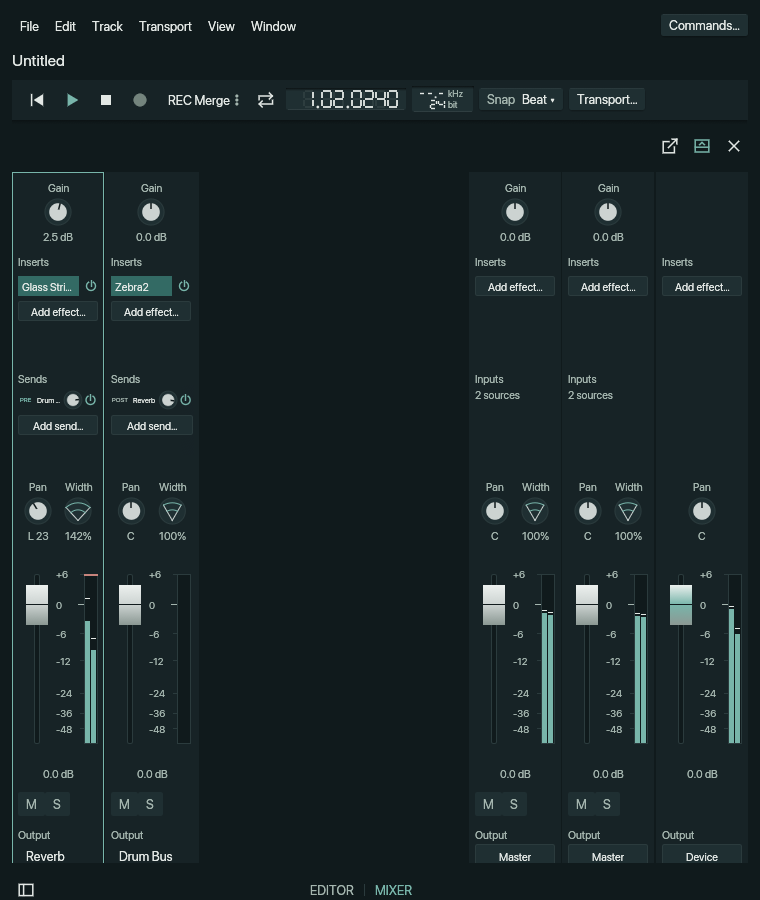 File Edit Track Transport View Window Commands...
Untitled
REC Merge 1.02.0240 --.- kHz Snap Beat Transport...
24 bit
Gain Gain Gain Gain
2.5 dB 0.0 dB 0.0 dB 0.0 dB
Inserts Inserts Inserts Inserts Inserts
Glass Stri... Zebra2 Add effect... Add effect... Add effect...
Add effect... Add effect...
Sends Sends Inputs Inputs
2 sources 2 sources
PRE Drum ... POST Reverb
Add send... Add send...
Pan Width Pan Width Pan Width Pan Width Pan
L 23 142% C 100% C 100% C 100% C
+6 +6 +6 +6 +6
0 0 0 0 0
-6 -6 -6 -6 -6
-12 -12 -12 -12 -12
-24 -24 -24 -24 -24
-36 -36 -36 -36 -36
-48 -48 -48 -48 -48
0.0 dB 0.0 dB 0.0 dB 0.0 dB 0.0 dB
M S M S M S M S
Output Output Output Output Output
Reverb Drum Bus Master Master Device
EDITOR MIXER